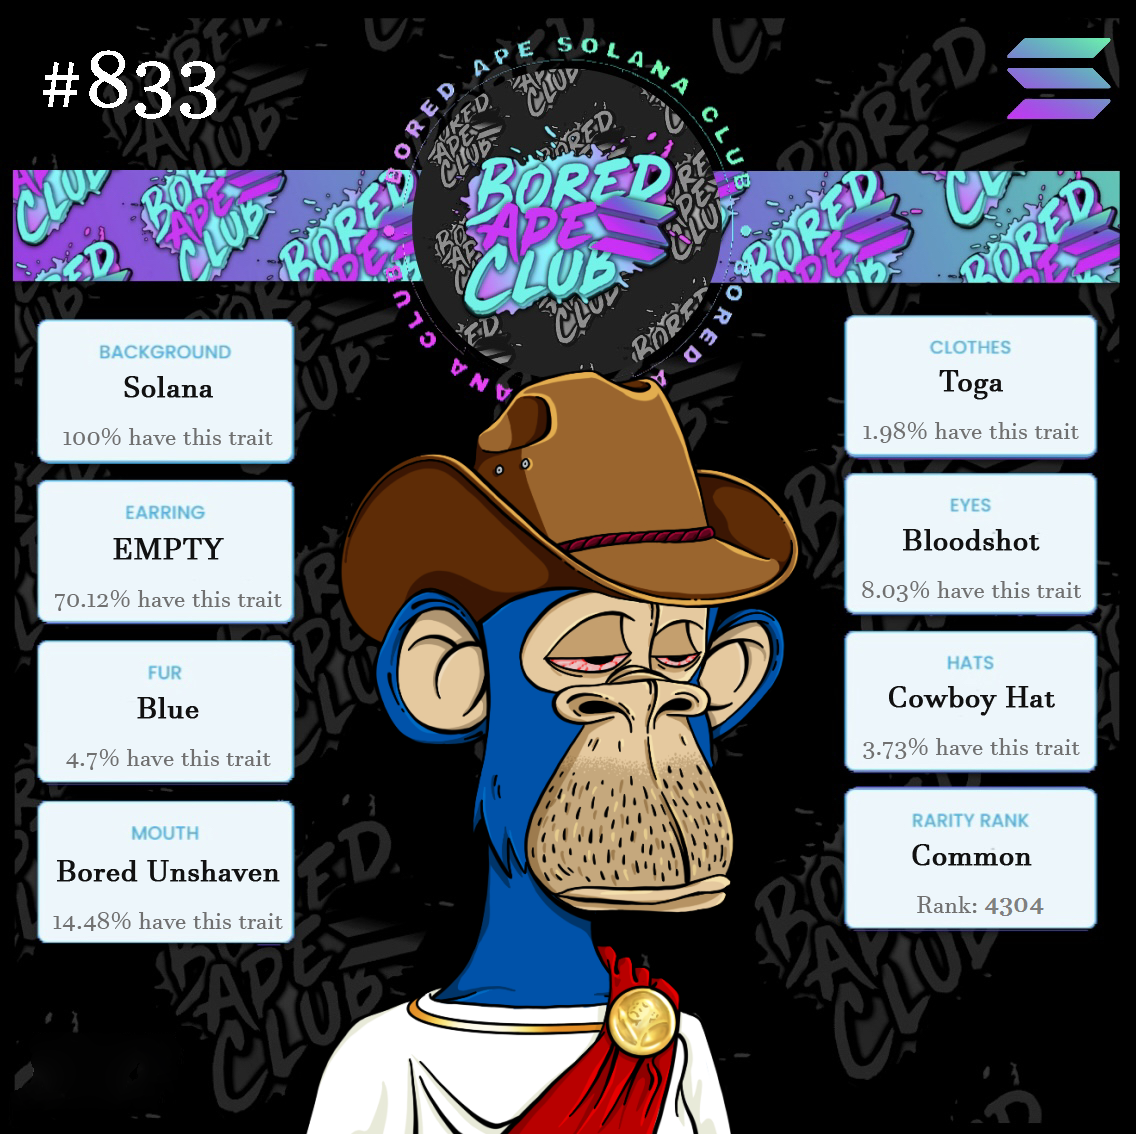 #833
BORED APE SOLANA CLUB
BORED
APE
CLUB
BACKGROUND
Solana
100% have this trait
EARRING
EMPTY
70.12% have this trait
FUR
Blue
4.7% have this trait
MOUTH
Bored Unshaven
14.48% have this trait
CLOTHES
Toga
1.98% have this trait
EYES
Bloodshot
8.03% have this trait
HATS
Cowboy Hat
3.73% have this trait
RARITY RANK
Common
Rank: 4304